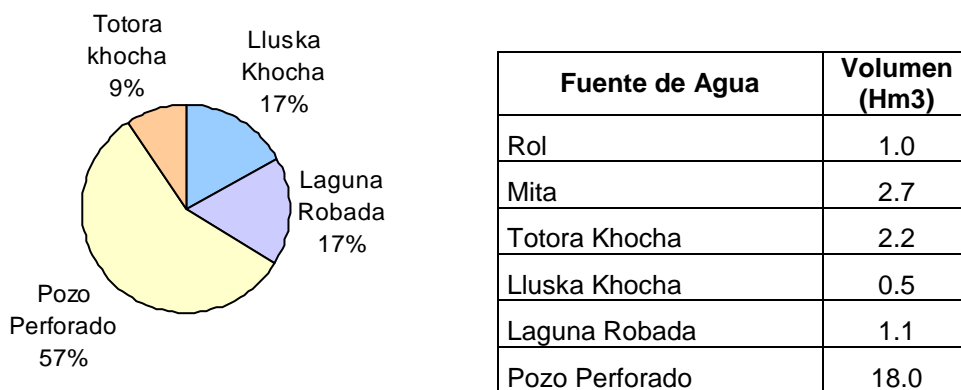 Totora
khocha
9%
Lluska
Khocha
17%
Laguna
Robada
17%
Pozo
Perforado
57%
Fuente de Agua Volumen
(Hm3)
Rol 1.0
Mita 2.7
Totora Khocha 2.2
Lluska Khocha 0.5
Laguna Robada 1.1
Pozo Perforado 18.0